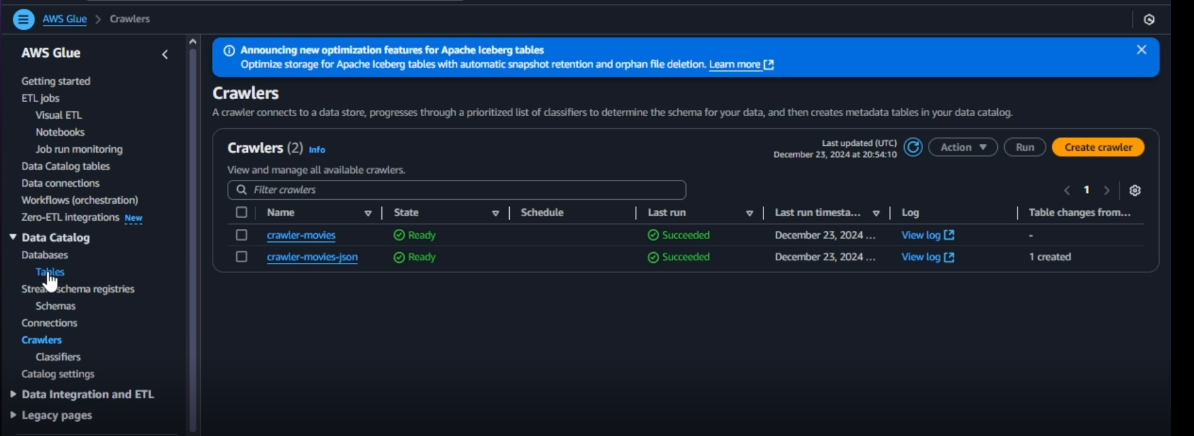 AWS Glue > Crawlers
AWS Glue
Getting started
ETL jobs
Visual ETL
Notebooks
Job run monitoring
Data Catalog tables
Data connections
Workflows (orchestration)
Zero-ETL integrations New
Data Catalog
Databases
Tables
schema registries
Schemas
Connections
Crawlers
Classifiers
Catalog settings
Data Integration and ETL
Legacy pages
Announcing new optimization features for Apache Iceberg tables
Optimize storage for Apache Iceberg tables with automatic snapshot retention and orphan file deletion. Learn more
Crawlers
A crawler connects to a data store, progresses through a prioritized list of classifiers to determine the schema for your data, and then creates metadata tables in your data catalog.
Crawlers (2) Info
View and manage all available crawlers.
Last updated (UTC)
December 23, 2024 at 20:54:10
Action
Run
Create crawler
Filter crawlers
1
Name State Schedule Last run Last run timesta... Log Table changes from...
crawler-movies Ready Succeeded December 23, 2024 ... View log -
crawler-movies-json Ready Succeeded December 23, 2024 ... View log 1 created